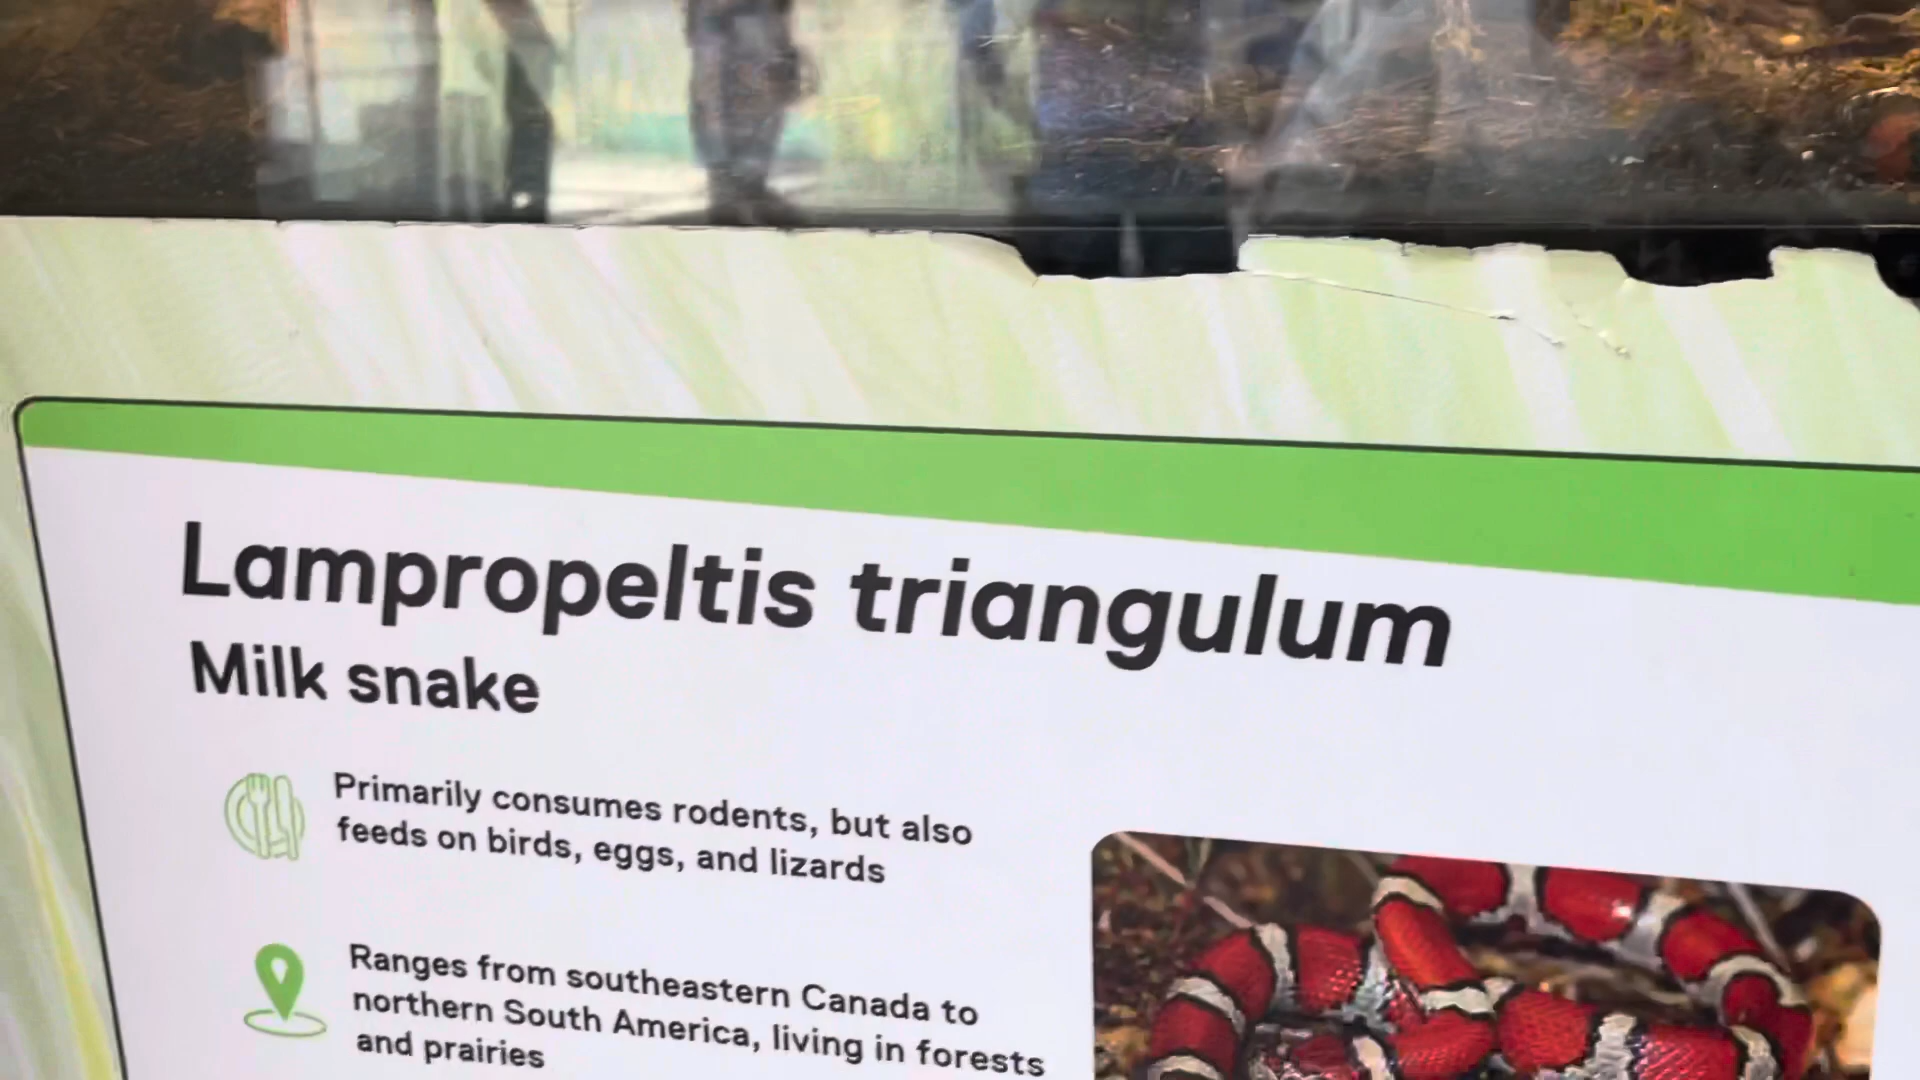 Lampropeltis triangulum
Milk snake
Primarily consumes rodents, but also
feeds on birds, eggs, and lizards
Ranges from southeastern Canada to
northern South America, living in forests
and prairies